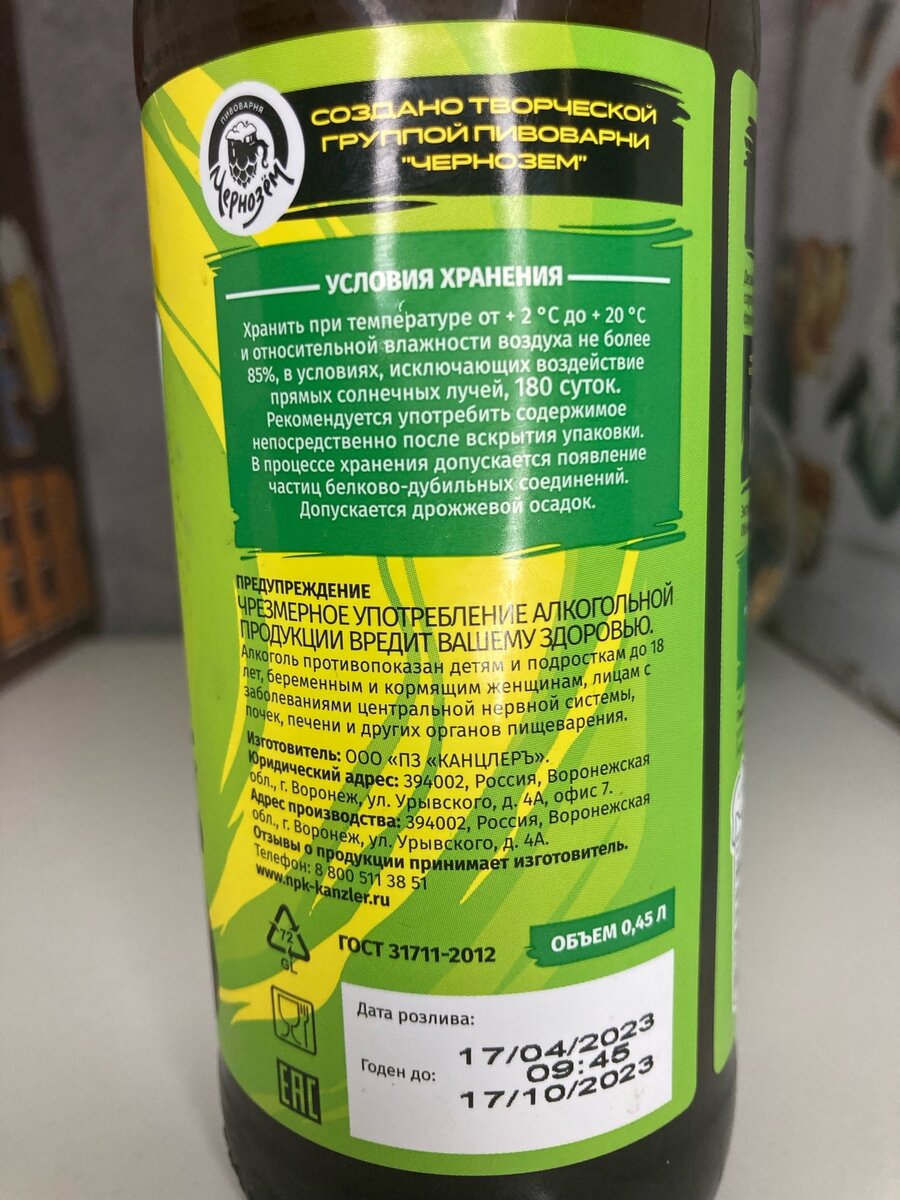 ПИВОВАРНЯ
Чернозем
СОЗДАНО ТВОРЧЕСКОЙ
ГРУППОЙ ПИВОВАРНИ
"ЧЕРНОЗЕМ"
УСЛОВИЯ ХРАНЕНИЯ
Хранить при температуре от + 2 °С до + 20 °С
и относительной влажности воздуха не более
85%, в условиях, исключающих воздействие
прямых солнечных лучей, 180 суток.
Рекомендуется употребить содержимое
непосредственно после вскрытия упаковки.
В процессе хранения допускается появление
частиц белково-дубильных соединений.
Допускается дрожжевой осадок.
ПРЕДУПРЕЖДЕНИЕ
ЧРЕЗМЕРНОЕ УПОТРЕБЛЕНИЕ АЛКОГОЛЬНОЙ
ПРОДУКЦИИ ВРЕДИТ ВАШЕМУ ЗДОРОВЬЮ.
Алкоголь противопоказан детям и подросткам до 18
лет, беременным и кормящим женщинам, лицам с
заболеваниями центральной нервной системы,
почек, печени и других органов пищеварения.
Изготовитель: ООО «ПЗ «КАНЦЛЕРЪ».
Юридический адрес: 394002, Россия, Воронежская
обл., г. Воронеж, ул. Урывского, д. 4А, офис 7.
Адрес производства: 394002, Россия, Воронежская
обл., г. Воронеж, ул. Урывского, д. 4А.
Отзывы о продукции принимает изготовитель.
Телефон: 8 800 511 38 51
www.npk-kanzler.ru
72
GL
ГОСТ 31711-2012
ОБЪЕМ 0,45 Л
EAC
Дата розлива:
17/04/2023
09:45
Годен до:
17/10/2023